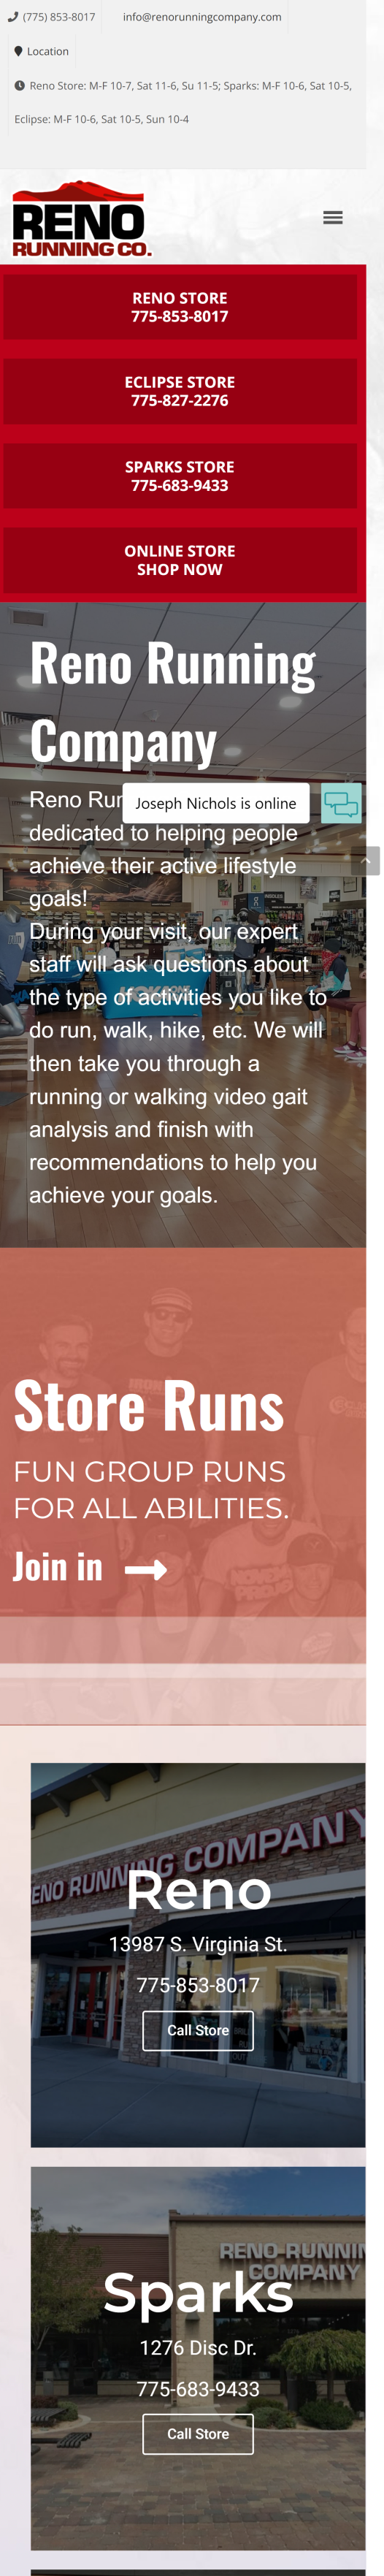 (775) 853-8017 info@renorunningcompany.com
Location
Reno Store: M-F 10-7, Sat 11-6, Su 11-5; Sparks: M-F 10-6, Sat 10-5,
Eclipse: M-F 10-6, Sat 10-5, Sun 10-4
RENO
RUNNING CO.
RENO STORE
775-853-8017
ECLIPSE STORE
775-827-2276
SPARKS STORE
775-683-9433
ONLINE STORE
SHOP NOW
Reno Running
Company
Reno
Joseph Nichols is online
dedicated to helping people
achieve their active lifestyle
goals!
During your visit, our expert
staff will ask questions about
the type of activities you like to
do run, walk, hike, etc. We will
then take you through a
running or walking video gait
analysis and finish with
recommendations to help you
achieve your goals.
Store Runs
FUN GROUP RUNS
FOR ALL ABILITIES.
Join in
RUNNING COMPANY
Reno
13987 S. Virginia St.
775-853-8017
Call Store
RENO
COMPANY
Sparks
1276 Disc Dr.
775-683-9433
Call Store